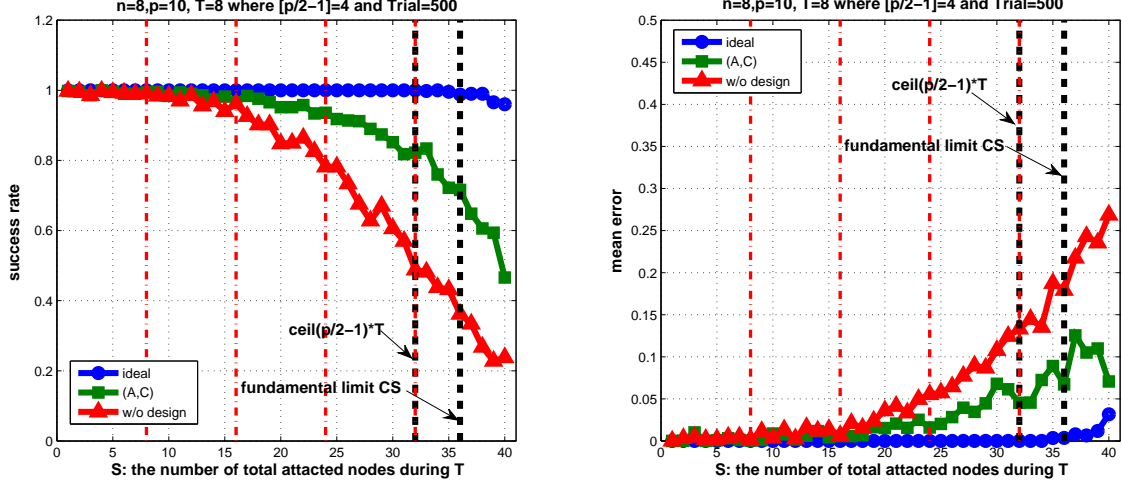 n=8,p=10, T=8 where [p/2−1]=4 and Trial=500
1.2
1
0.8
0.6
0.4
0.2
0
success rate
ceil(p/2−1)*T
fundamental limit CS
ideal
(A,C)
w/o design
0 5 10 15 20 25 30 35 40
S: the number of total attacted nodes during T
n=8,p=10, T=8 where [p/2−1]=4 and Trial=500
0.5
0.45
0.4
0.35
0.3
0.25
0.2
0.15
0.1
0.05
0
mean error
ideal
(A,C)
w/o design
ceil(p/2−1)*T
fundamental limit CS
0 5 10 15 20 25 30 35 40
S: the number of total attacted nodes during T